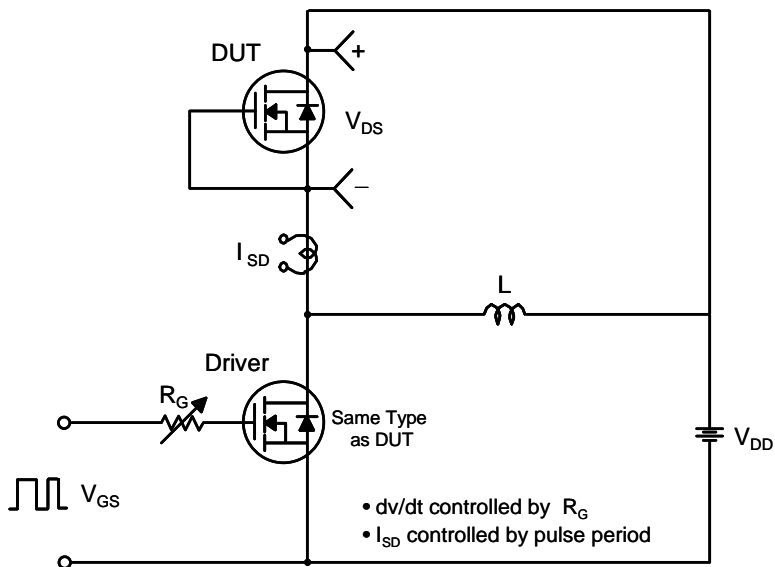 DUT
+
V_DS
–
I_SD
L
Driver
R_G
Same Type
as DUT
V_DD
V_GS
• dv/dt controlled by R_G
• I_SD controlled by pulse period